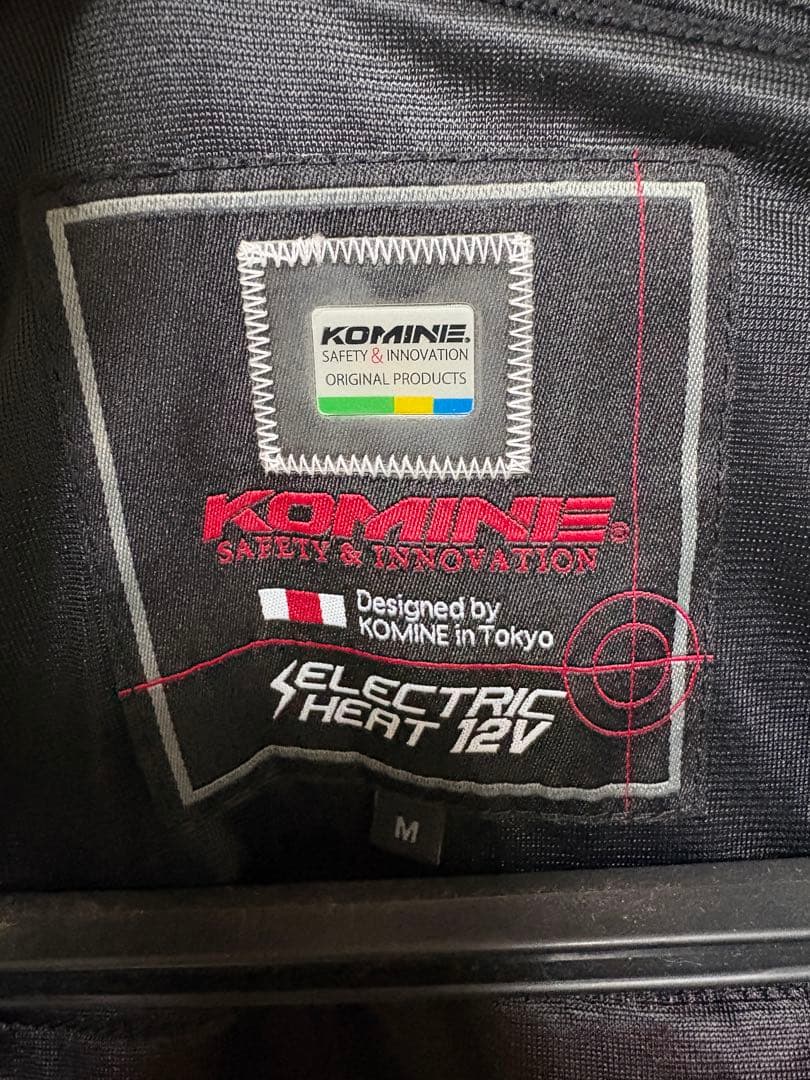 KOMINE®
SAFETY & INNOVATION
ORIGINAL PRODUCTS
KOMINE®
SAFETY & INNOVATION
Designed by
KOMINE in Tokyo
ELECTRIC
HEAT 12V
M